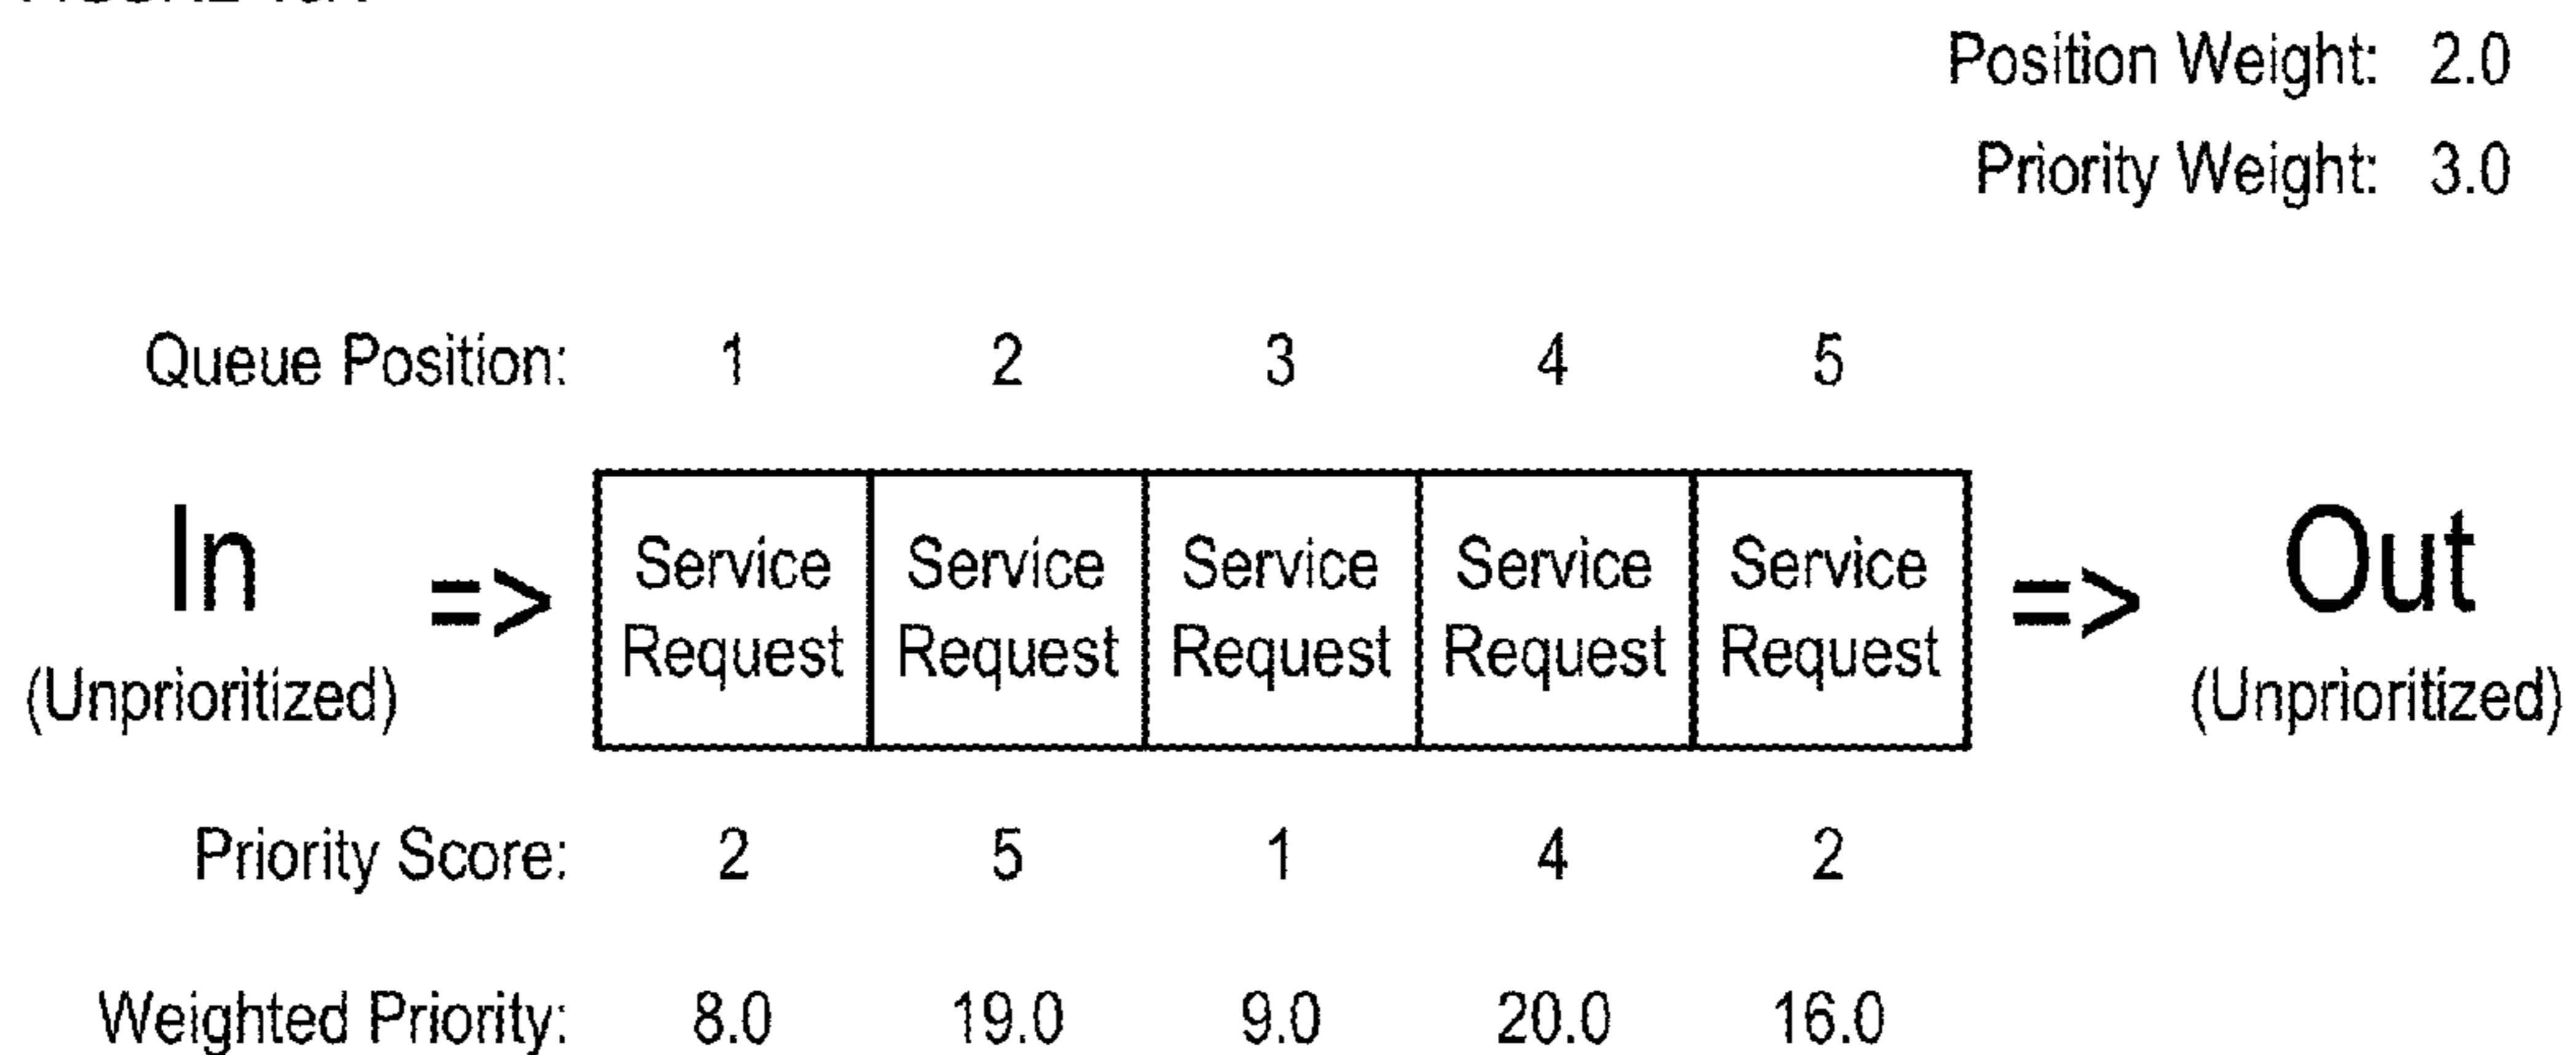 Position Weight: 2.0
Priority Weight: 3.0
Queue Position: 1 2 3 4 5
In => Service Service Service Service Service => Out
Request Request Request Request Request
(Unprioritized) (Unprioritized)
Priority Score: 2 5 1 4 2
Weighted Priority: 8.0 19.0 9.0 20.0 16.0